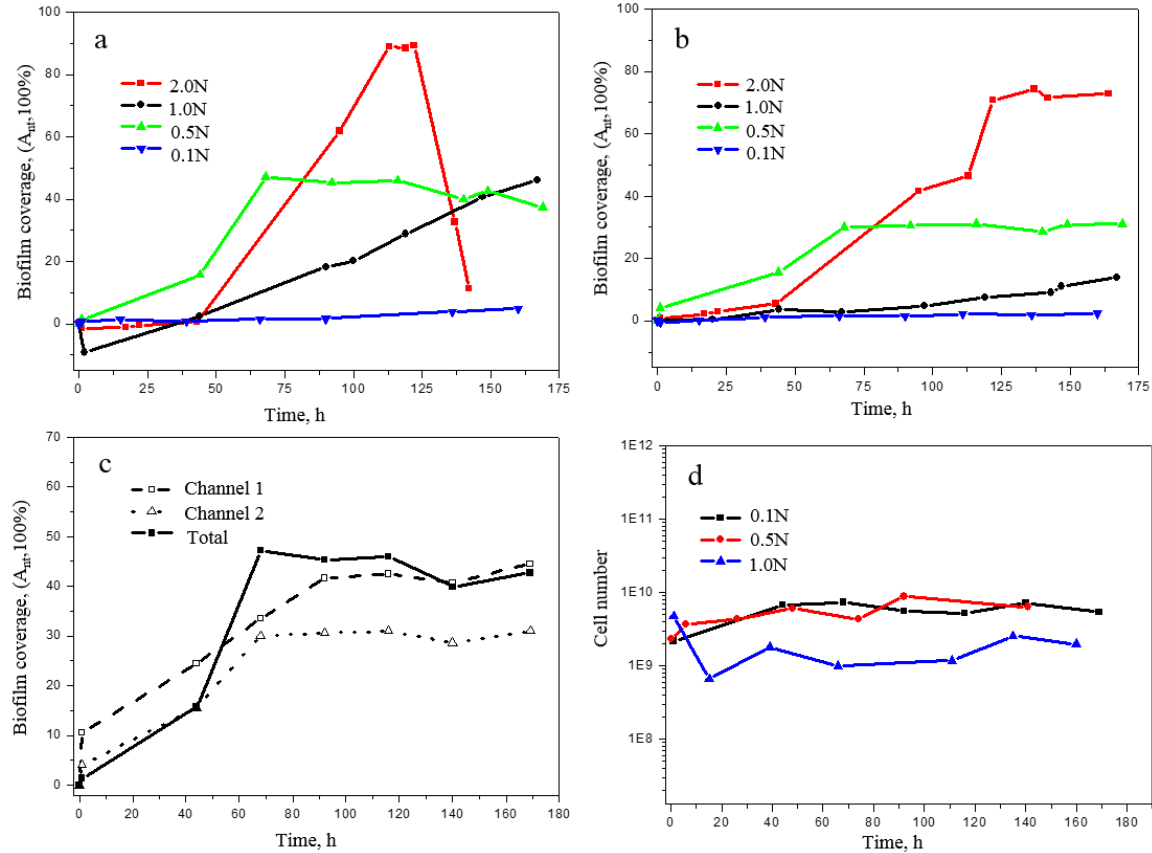 a
100
80
60
40
20
0
Biofilm coverage, (Ant,100%)
2.0N
1.0N
0.5N
0.1N
0 25 50 75 100 125 150 175
Time, h
b
100
80
60
40
20
0
Biofilm coverage, (Ant,100%)
2.0N
1.0N
0.5N
0.1N
0 25 50 75 100 125 150 175
Time, h
c
70
60
50
40
30
20
10
0
Biofilm coverage, (Ant,100%)
Channel 1
Channel 2
Total
0 20 40 60 80 100 120 140 160 180
Time, h
d
1E12
1E11
1E10
1E9
1E8
Cell number
0.1N
0.5N
1.0N
0 20 40 60 80 100 120 140 160 180
Time, h